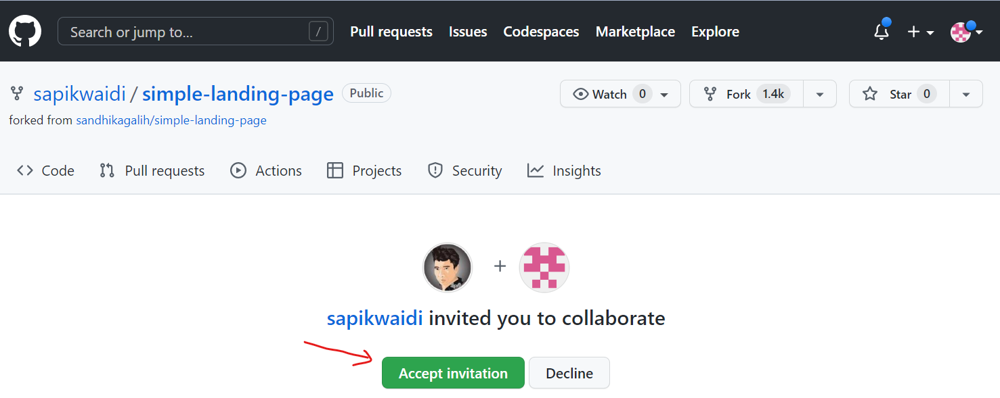 Search or jump to... / Pull requests Issues Codespaces Marketplace Explore
sapikwaidi / simple-landing-page Public Watch 0 Fork 1.4k Star 0
forked from sandhikagalih/simple-landing-page
Code Pull requests Actions Projects Security Insights
+
sapikwaidi invited you to collaborate
Accept invitation Decline